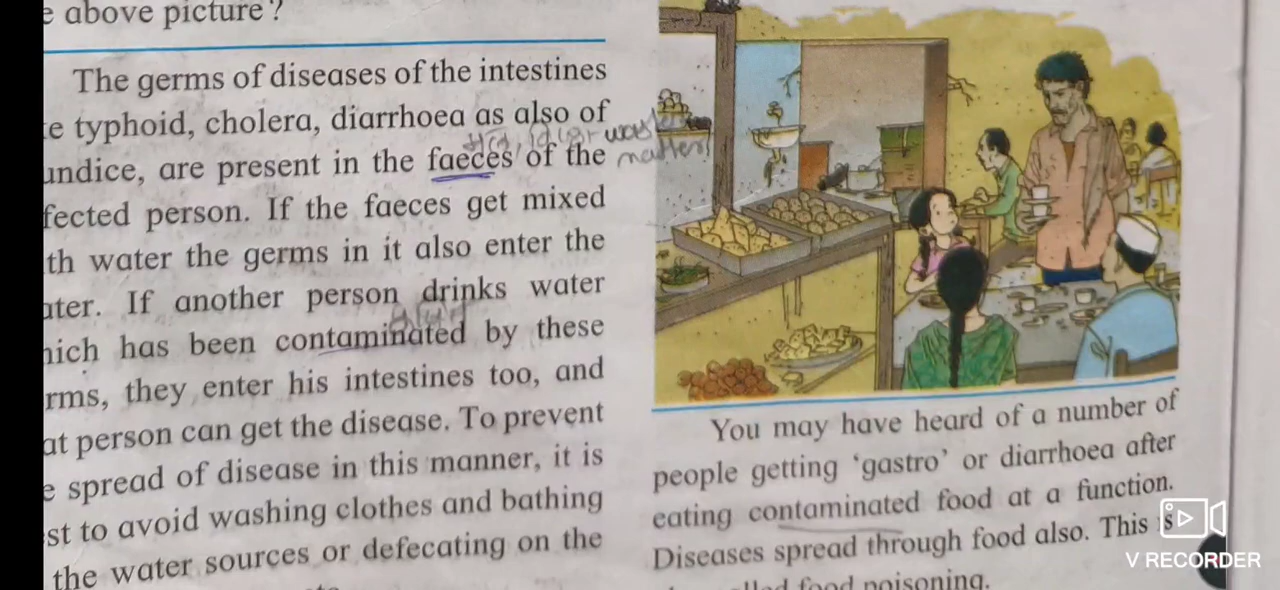 e above picture?
The germs of diseases of the intestines
e typhoid, cholera, diarrhoea as also of
undice, are present in the faeces of the
fected person. If the faeces get mixed
th water the germs in it also enter the
ater. If another person drinks water
hich has been contaminated by these
rms, they enter his intestines too, and
at person can get the disease. To prevent
e spread of disease in this manner, it is
st to avoid washing clothes and bathing
the water sources or defecating on the
waste
matter
You may have heard of a number of
people getting ‘gastro’ or diarrhoea after
eating contaminated food at a function.
Diseases spread through food also. This is
food poisoning.
V RECORDER